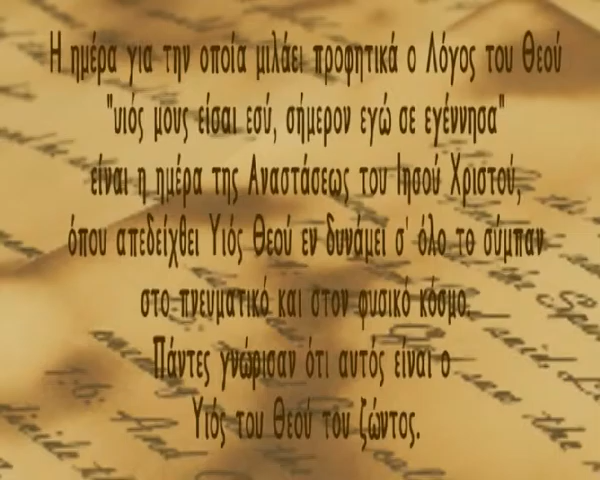 Η ημέρα για την οποία μιλάει προφητικά ο Λόγος του Θεού
"υιός μους είσαι εσύ, σήμερον εγώ σε εγέννησα"
είναι η ημέρα της Αναστάσεως του Ιησού Χριστού,
όπου απεδείχθει Υιός Θεού εν δυνάμει σ' όλο το σύμπαν
στο πνευματικό και στον φυσικό κόσμο.
Πάντες γνώρισαν ότι αυτός είναι ο
Υιός του Θεού του ζώντος.